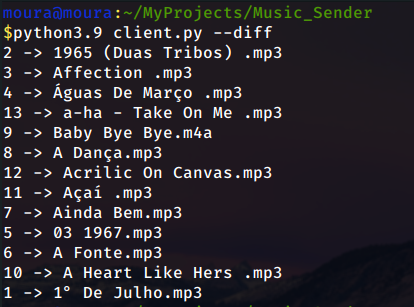 moura@moura:~/MyProjects/Music_Sender
$python3.9 client.py --diff
2 -> 1965 (Duas Tribos) .mp3
3 -> Affection .mp3
4 -> Águas De Março .mp3
13 -> a-ha - Take On Me .mp3
9 -> Baby Bye Bye.m4a
8 -> A Dança.mp3
12 -> Acrilic On Canvas.mp3
11 -> Açaí .mp3
7 -> Ainda Bem.mp3
5 -> 03 1967.mp3
6 -> A Fonte.mp3
10 -> A Heart Like Hers .mp3
1 -> 1° De Julho.mp3